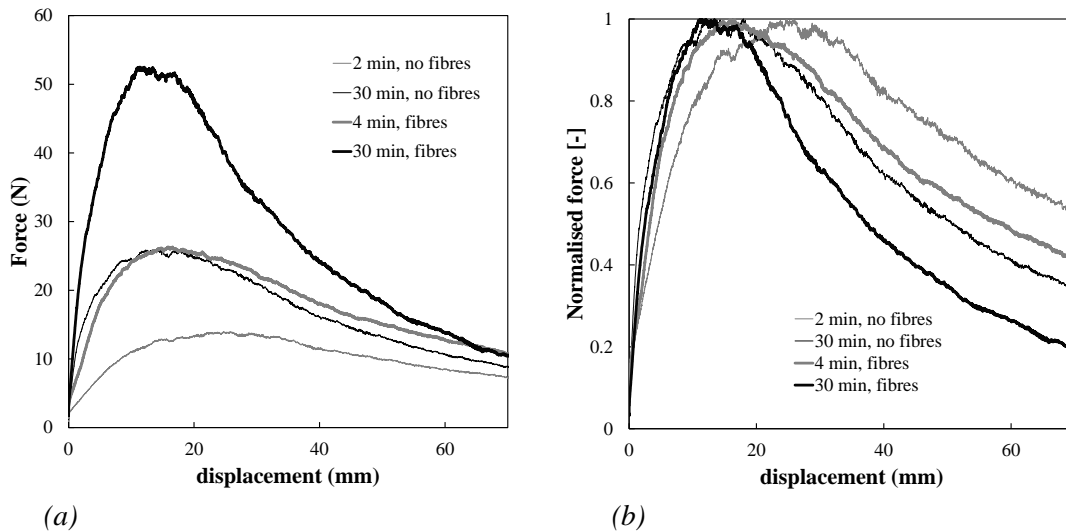 60
50
40
30
20
10
0
Force (N)
2 min, no fibres
30 min, no fibres
4 min, fibres
30 min, fibres
0 20 40 60
displacement (mm)
(a)
1
0.8
0.6
0.4
0.2
0
Normalised force [-]
2 min, no fibres
30 min, no fibres
4 min, fibres
30 min, fibres
0 20 40 60
displacement (mm)
(b)